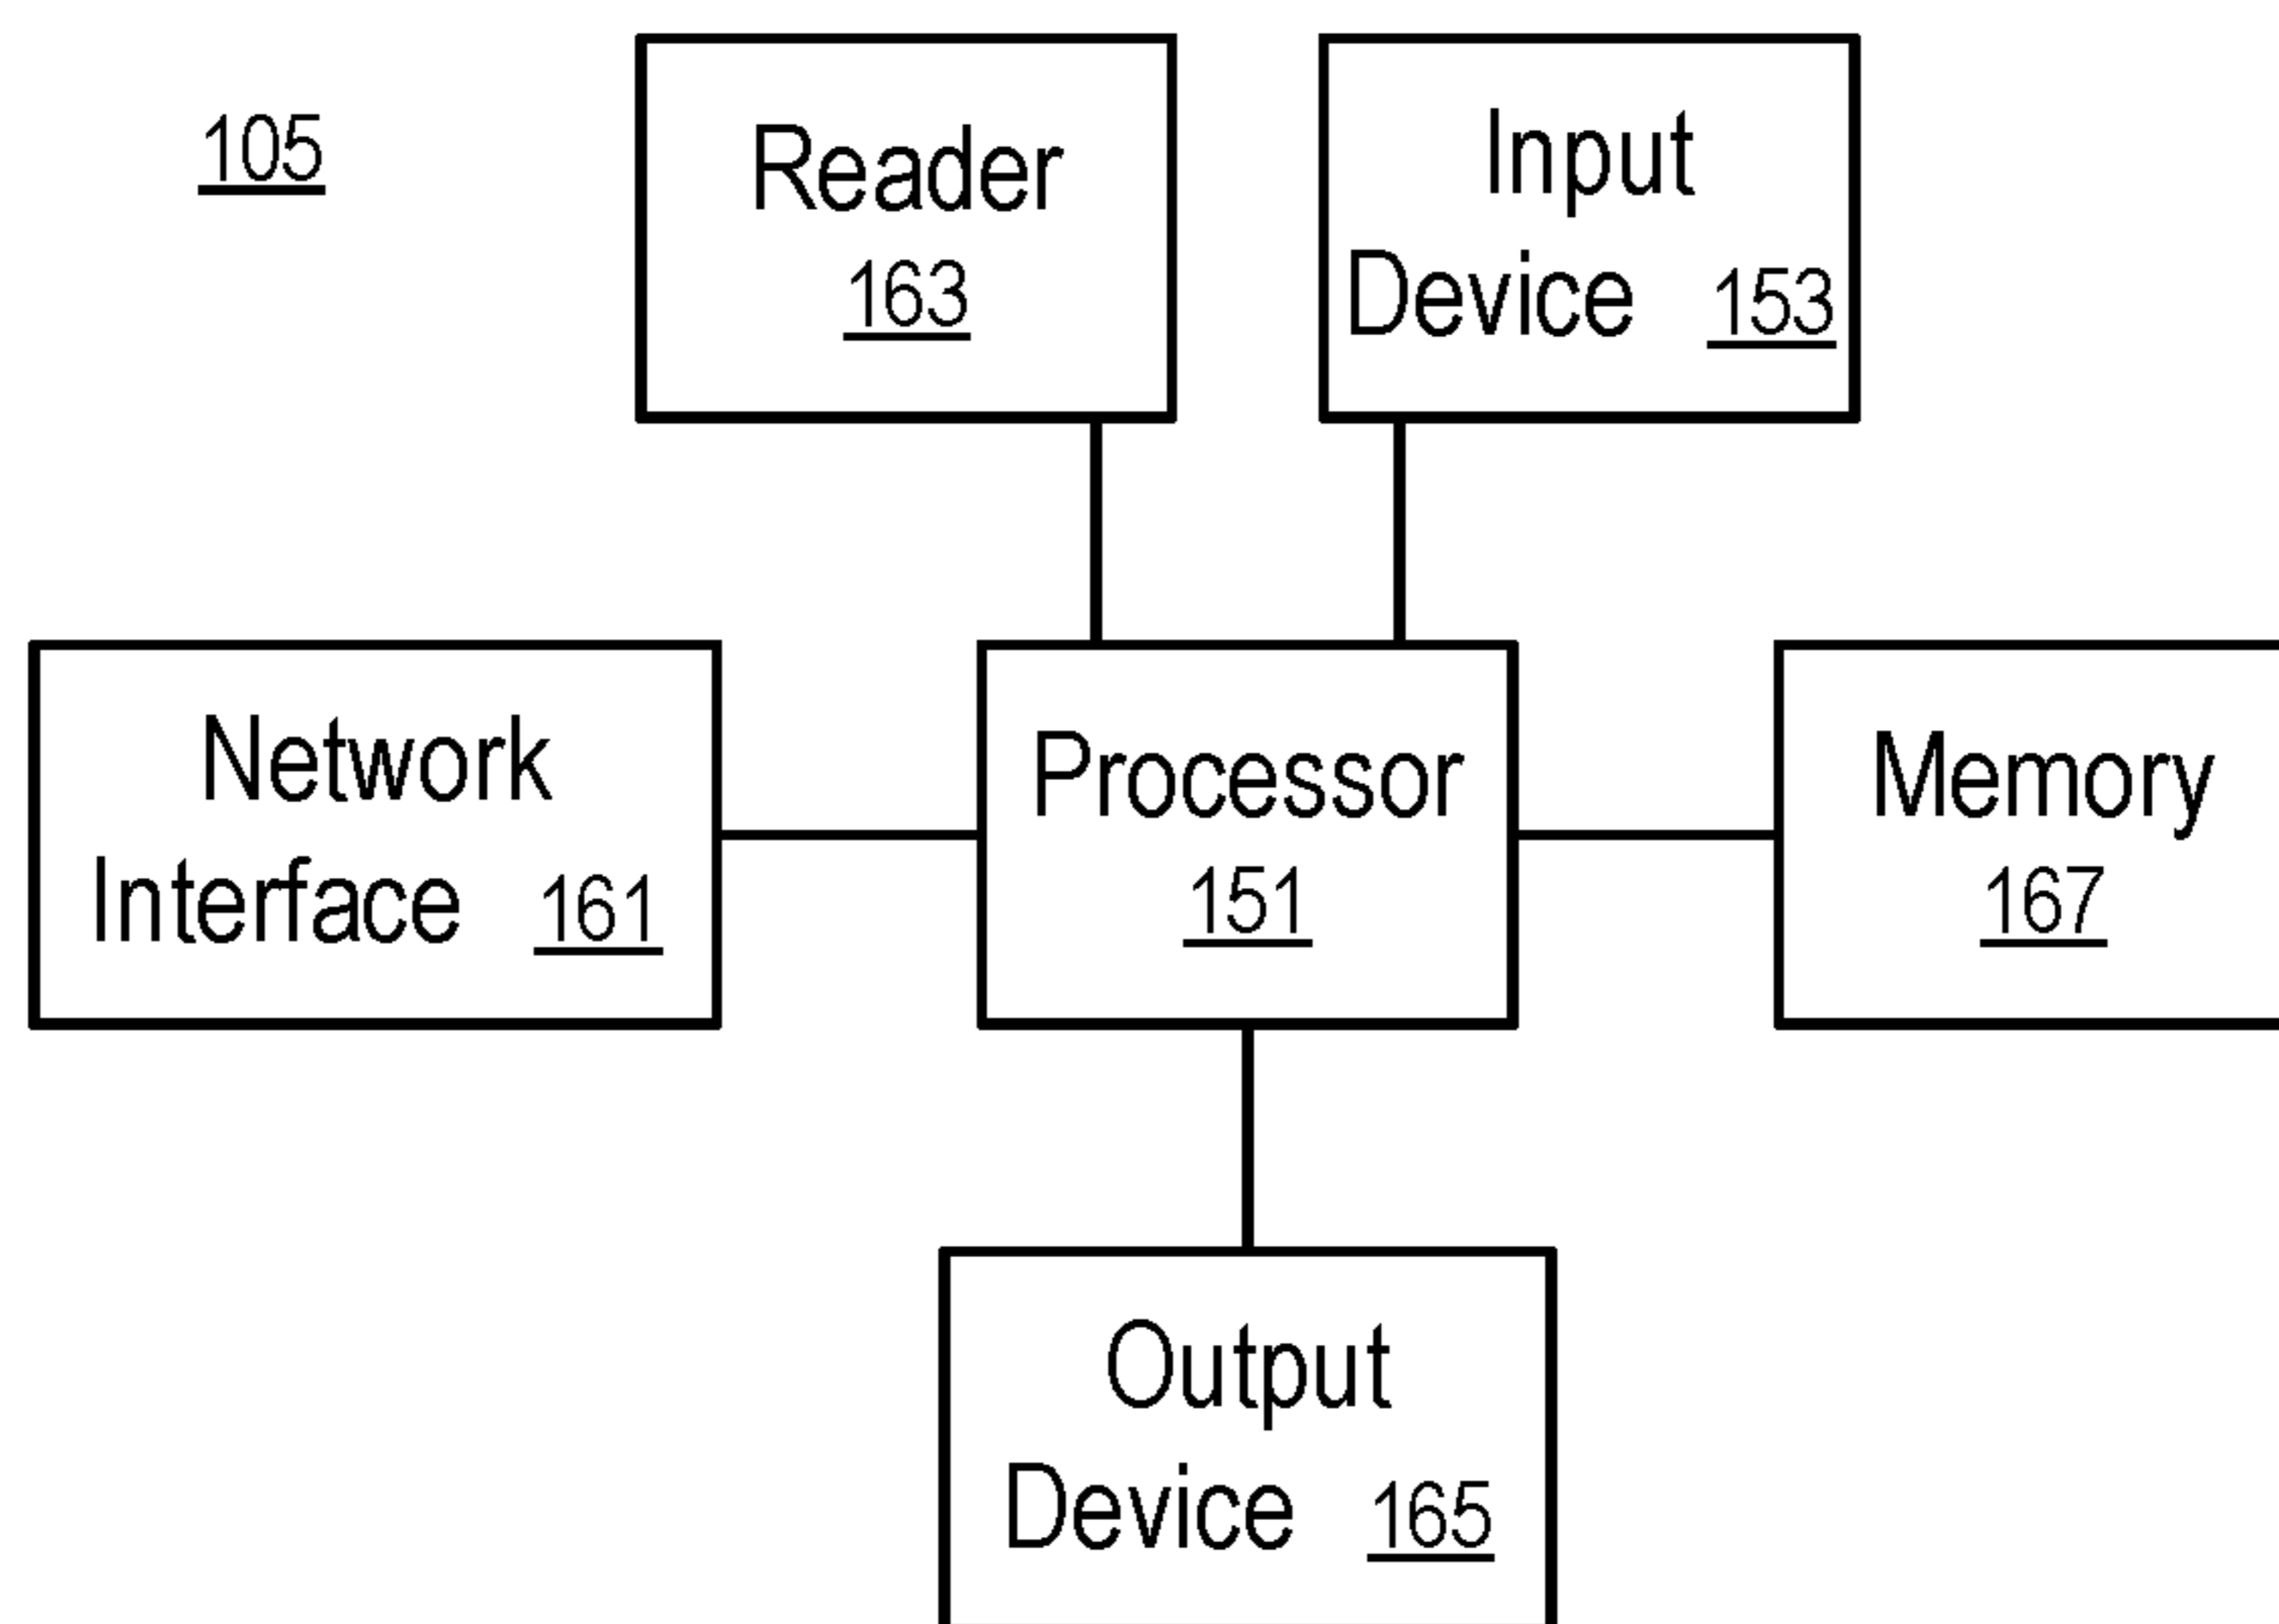 105
Reader
163
Input
Device 153
Network
Interface 161
Processor
151
Memory
167
Output
Device 165